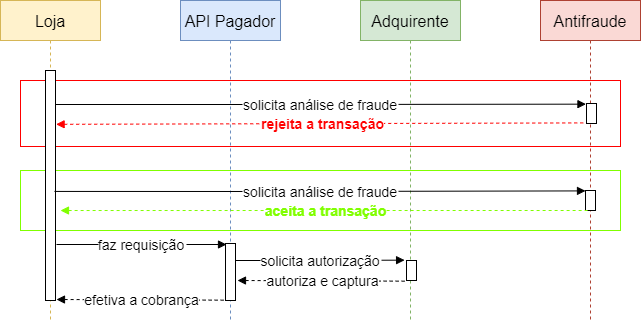 Loja
API Pagador
Adquirente
Antifraude
solicita análise de fraude
rejeita a transação
solicita análise de fraude
aceita a transação
faz requisição
solicita autorização
autoriza e captura
efetiva a cobrança